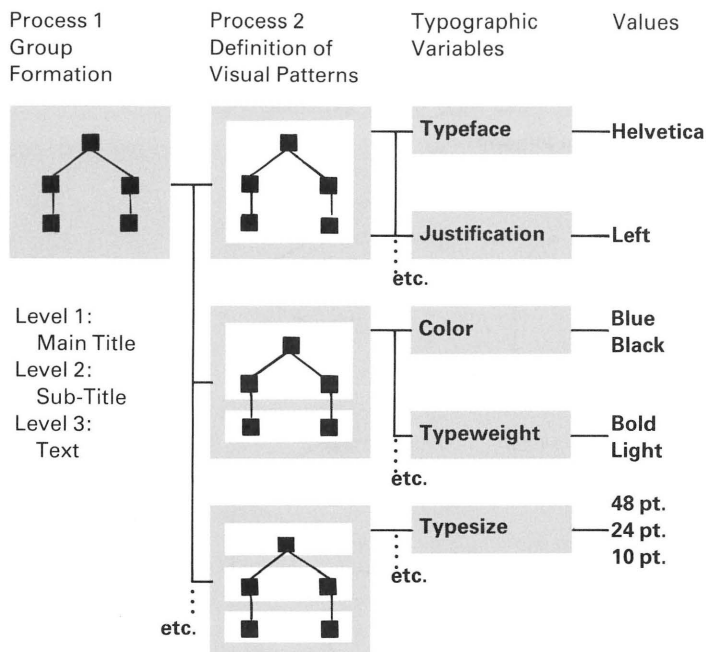 Process 1
Group
Formation
Process 2
Definition of
Visual Patterns
Typographic
Variables
Values
Typeface
Helvetica
Justification
Left
etc.
Level 1:
Main Title
Level 2:
Sub-Title
Level 3:
Text
Color
Blue
Black
Typeweight
Bold
Light
etc.
Typesize
48 pt.
24 pt.
10 pt.
etc.
etc.